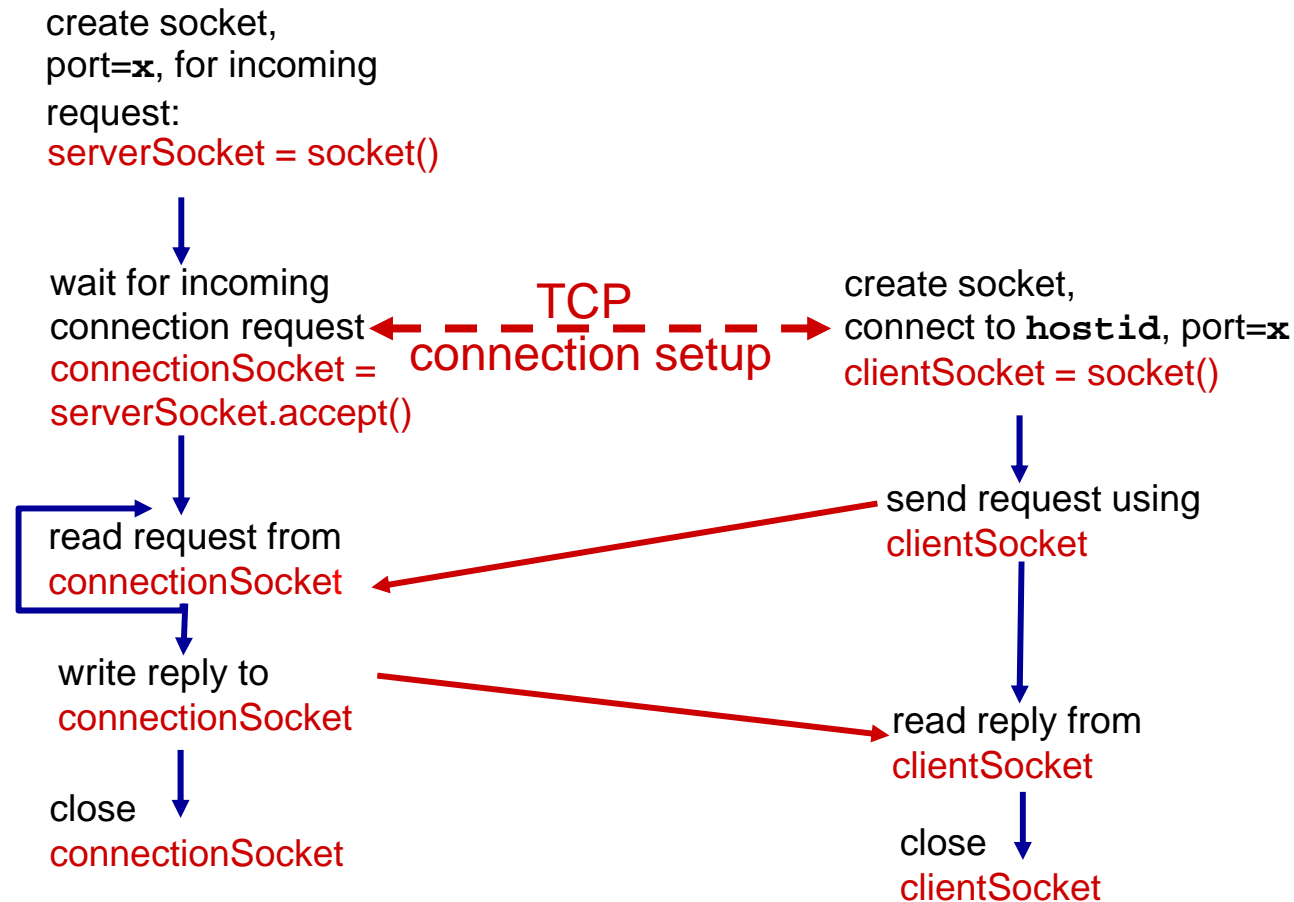 create socket,
port=x, for incoming
request:
serverSocket = socket()
wait for incoming
connection request
connectionSocket =
serverSocket.accept()
TCP
connection setup
create socket,
connect to hostid, port=x
clientSocket = socket()
read request from
connectionSocket
send request using
clientSocket
write reply to
connectionSocket
read reply from
clientSocket
close
connectionSocket
close
clientSocket